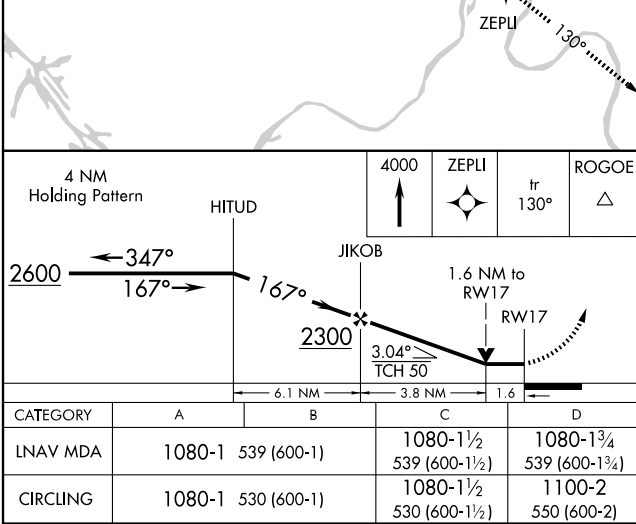 ZEPLI
130°
4 NM
Holding Pattern
4000
ZEPLI
tr
130°
ROGOE
HITUD
JIKOB
1.6 NM to
RW17
RW17
2600
347°
167°
167°
2300
3.04°
TCH 50
6.1 NM
3.8 NM
1.6
CATEGORY A B C D
LNAV MDA 1080-1 539 (600-1) 1080-1½ 539 (600-1½) 1080-1¾ 539 (600-1¾)
CIRCLING 1080-1 530 (600-1) 1080-1½ 530 (600-1½) 1100-2 550 (600-2)